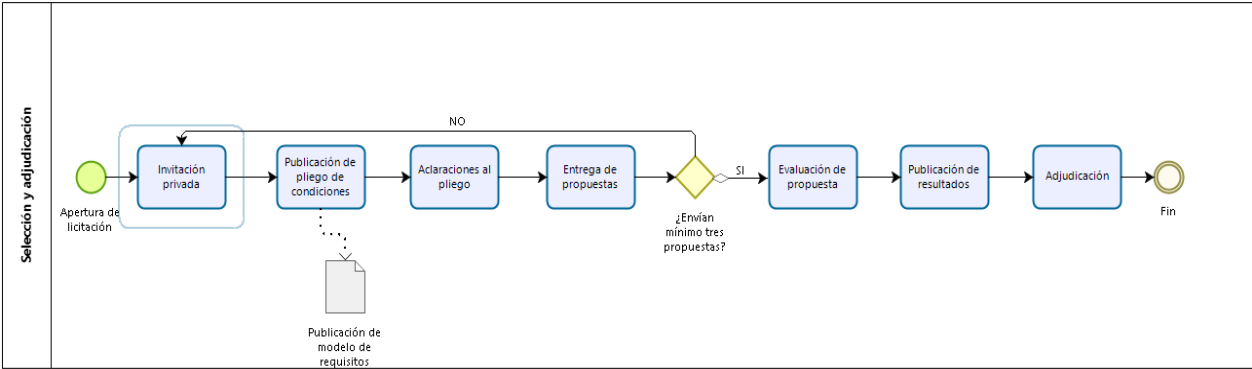 Selección y adjudicación
Apertura de
licitación
Invitación
privada
Publicación de
pliego de
condiciones
Publicación de
modelo de
requisitos
Aclaraciones al
pliego
Entrega de
propuestas
NO
¿Envían
mínimo tres
propuestas?
SI
Evaluación de
propuesta
Publicación de
resultados
Adjudicación
Fin